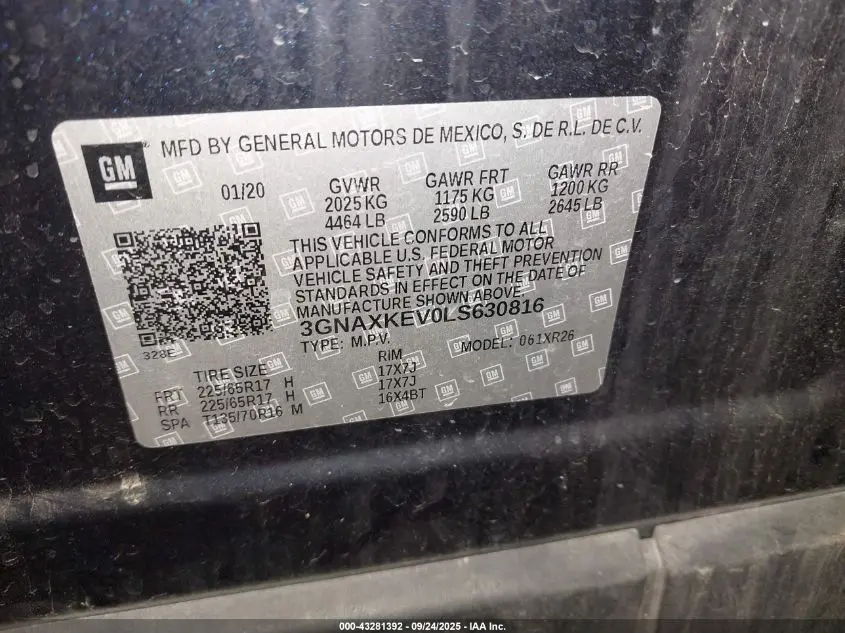 GM
MFD BY GENERAL MOTORS DE MEXICO, S. DE R.L. DE C.V.
01/20 GVWR GAWR FRT GAWR RR
2025 KG 1175 KG 1200 KG
4464 LB 2590 LB 2645 LB
THIS VEHICLE CONFORMS TO ALL
APPLICABLE U.S. FEDERAL MOTOR
VEHICLE SAFETY AND THEFT PREVENTION
STANDARDS IN EFFECT ON THE DATE OF
MANUFACTURE SHOWN ABOVE.
3GNAXKEV0LS630816
TYPE: M.P.V. MODEL: 061XR26
328E
TIRE SIZE RIM
FRT 225/65R17 H 17X7J
RR 225/65R17 H 17X7J
SPA T135/70R16 M 16X4BT
000-43281392 - 09/24/2025 - IAA Inc.